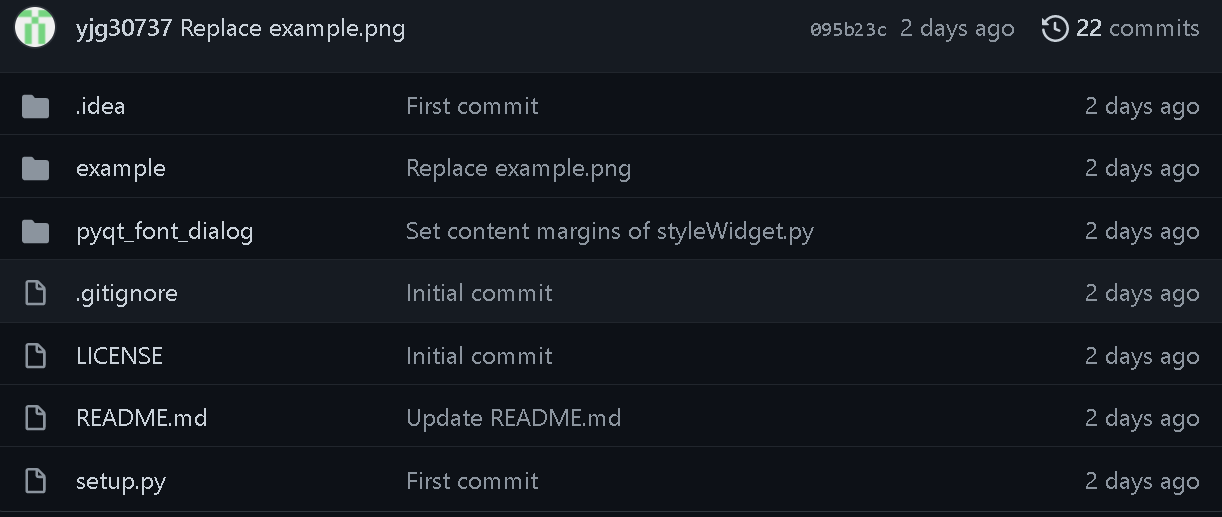 yjg30737 Replace example.png 095b23c 2 days ago 22 commits
.idea First commit 2 days ago
example Replace example.png 2 days ago
pyqt_font_dialog Set content margins of styleWidget.py 2 days ago
.gitignore Initial commit 2 days ago
LICENSE Initial commit 2 days ago
README.md Update README.md 2 days ago
setup.py First commit 2 days ago